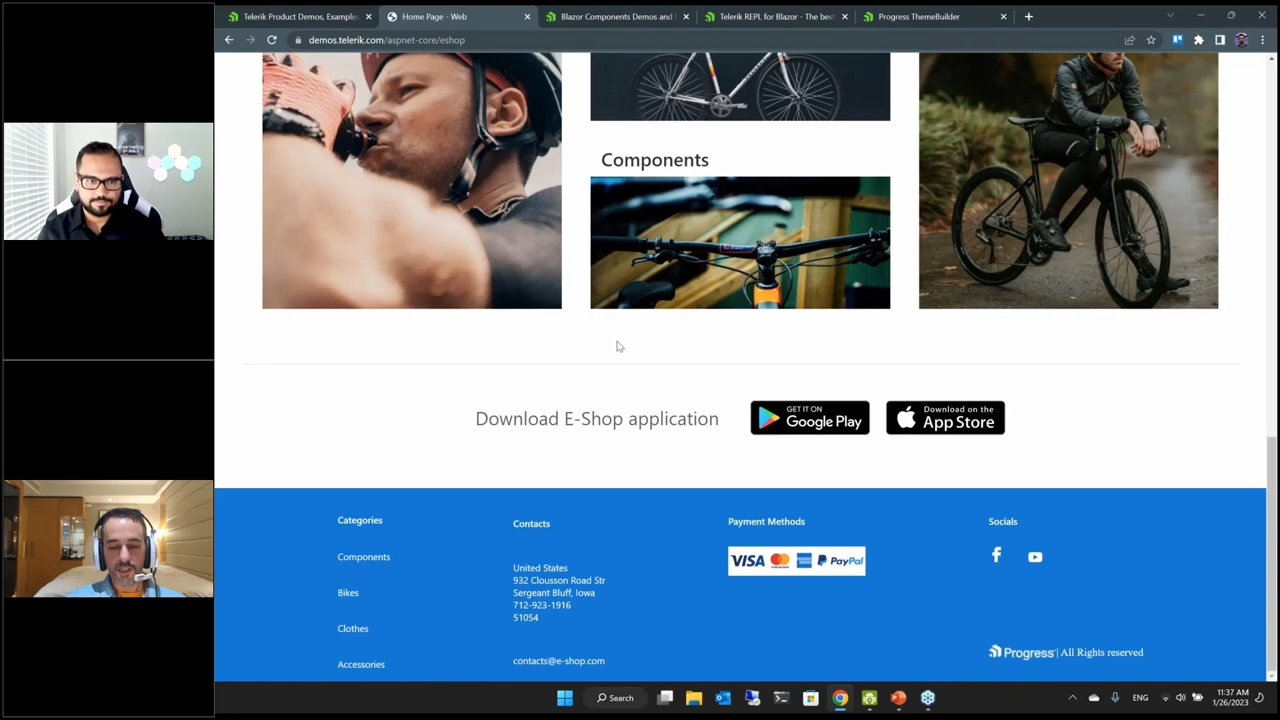 Telerik Product Demos, Examples
Home Page - Web
Blazor Components Demos and
Telerik REPL for Blazor - The best
Progress ThemeBuilder
demos.telerik.com/aspnet-core/eshop
Components
Download E-Shop application
GET IT ON
Google Play
Download on the
App Store
Categories
Components
Bikes
Clothes
Accessories
Contacts
United States
932 Clousson Road Str
Sergeant Bluff, Iowa
712-923-1916
51054
contacts@e-shop.com
Payment Methods
VISA PayPal
Socials
Progress | All Rights reserved
Search
ENG
11:37 AM
1/26/2023